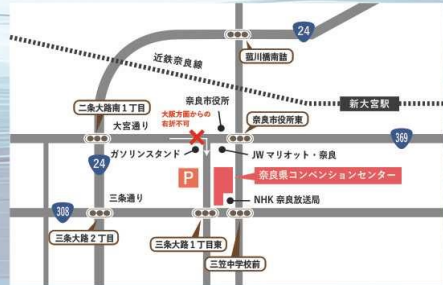 24
菰川橋南詰
近鉄奈良線
新大宮駅
奈良市役所
二条大路南1丁目
大阪方面からの
右折不可
奈良市役所東
大宮通り
369
ガソリンスタンド
JWマリオット・奈良
24
P
奈良県コンベンションセンター
三条通り
NHK 奈良放送局
308
三条大路2丁目
三条大路1丁目東
三笠中学校前